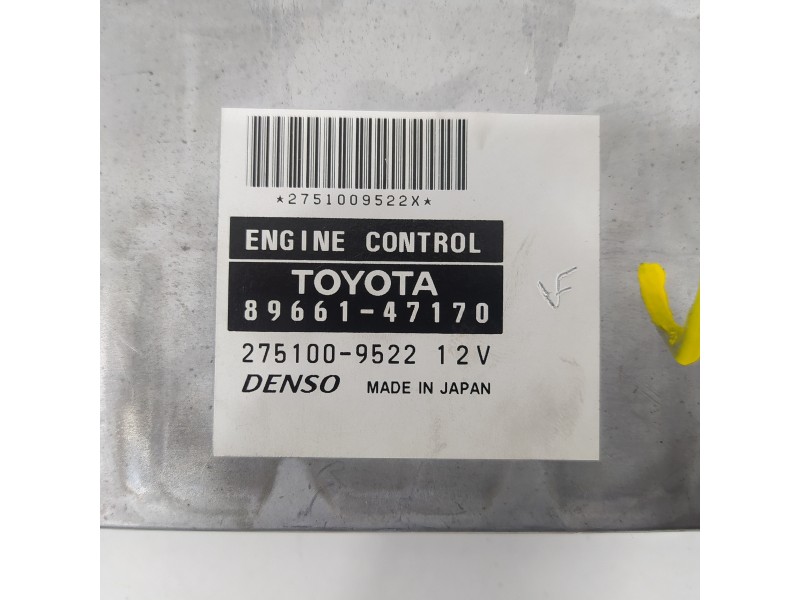 *2751009522X*
ENGINE CONTROL
TOYOTA
89661-47170
275100-9522 12V
DENSO MADE IN JAPAN